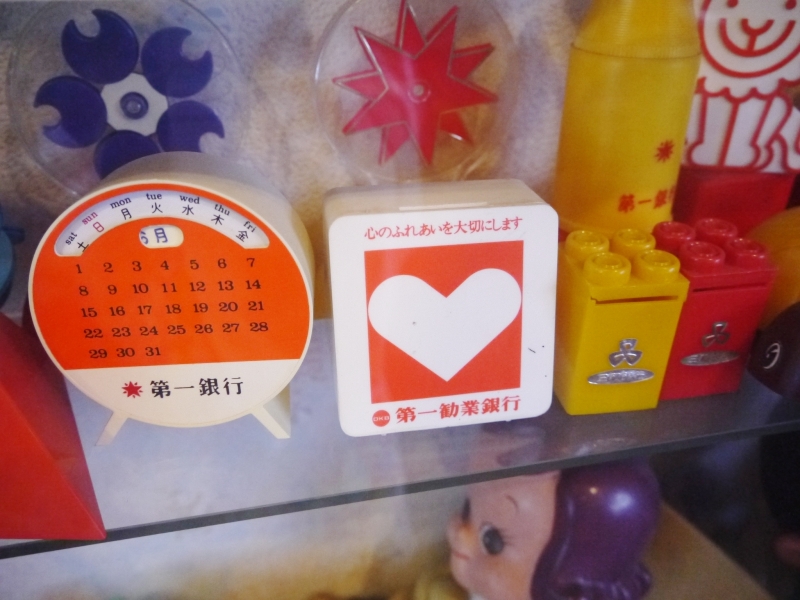 sat sun mon tue wed thu fri
土 日 月 火 水 木 金
6月
1 2 3 4 5 6 7
8 9 10 11 12 13 14
15 16 17 18 19 20 21
22 23 24 25 26 27 28
29 30 31
第一銀行
心のふれあいを大切にします
DKB 第一勧業銀行
第一銀行